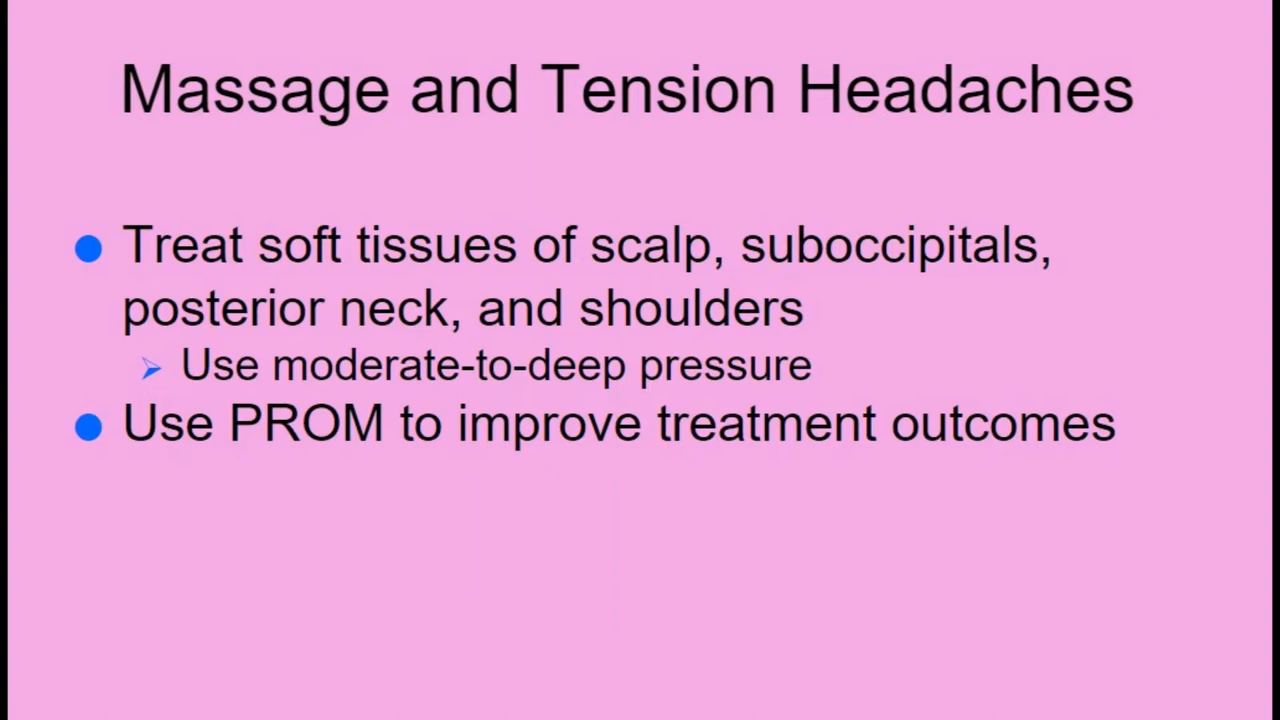 Massage and Tension Headaches
Treat soft tissues of scalp, suboccipitals,
posterior neck, and shoulders
Use moderate-to-deep pressure
Use PROM to improve treatment outcomes